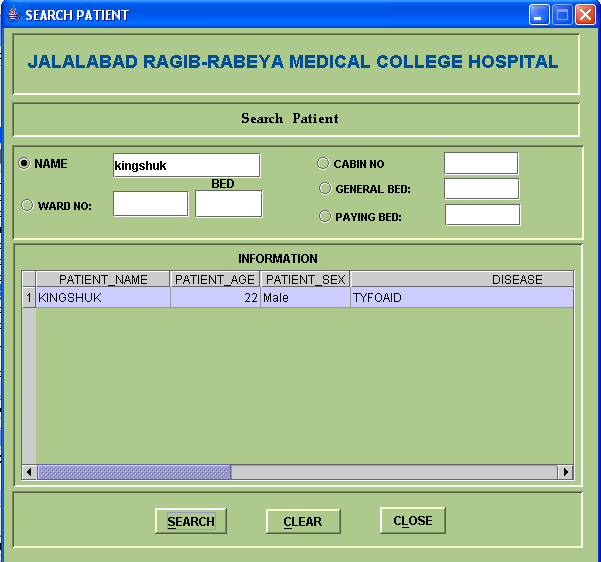 SEARCH PATIENT
JALALABAD RAGIB-RABEYA MEDICAL COLLEGE HOSPITAL
Search Patient
NAME kingshuk CABIN NO
BED
GENERAL BED:
WARD NO:
PAYING BED:
INFORMATION
PATIENT_NAME PATIENT_AGE PATIENT_SEX DISEASE
1 KINGSHUK 22 Male TYFOAID
SEARCH CLEAR CLOSE